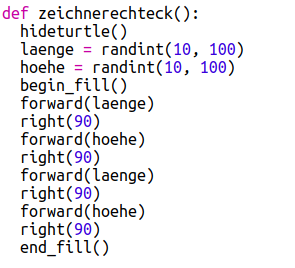 def zeichnerechteck():
  hideturtle()
  laenge = randint(10, 100)
  hoehe = randint(10, 100)
  begin_fill()
  forward(laenge)
  right(90)
  forward(hoehe)
  right(90)
  forward(laenge)
  right(90)
  forward(hoehe)
  right(90)
  end_fill()